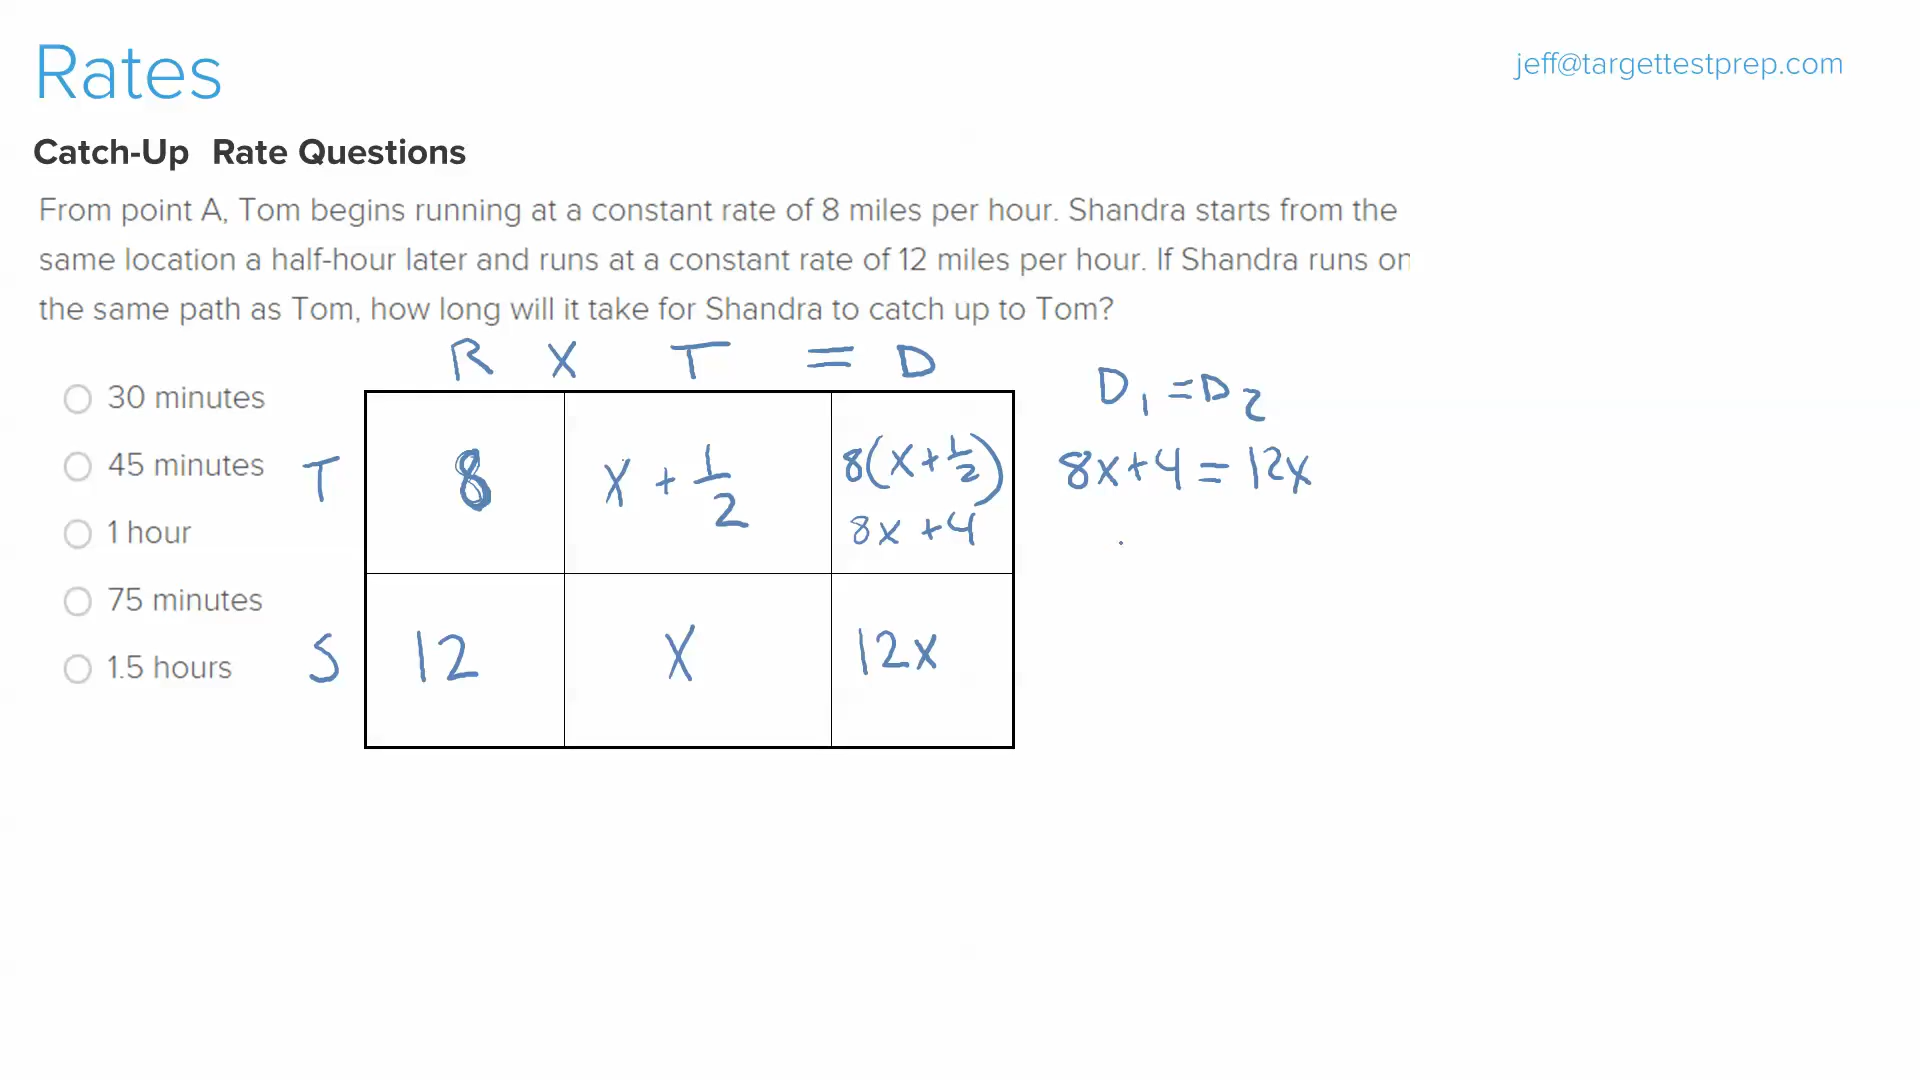 Rates
jeff@targettestprep.com
Catch-Up Rate Questions
From point A, Tom begins running at a constant rate of 8 miles per hour. Shandra starts from the
same location a half-hour later and runs at a constant rate of 12 miles per hour. If Shandra runs on
the same path as Tom, how long will it take for Shandra to catch up to Tom?
R X T = D
30 minutes
45 minutes
1 hour
75 minutes
1.5 hours
T 8 x + 1/2 8(x + 1/2)
8x + 4
S 12 x 12x
D₁ = D₂
8x + 4 = 12x